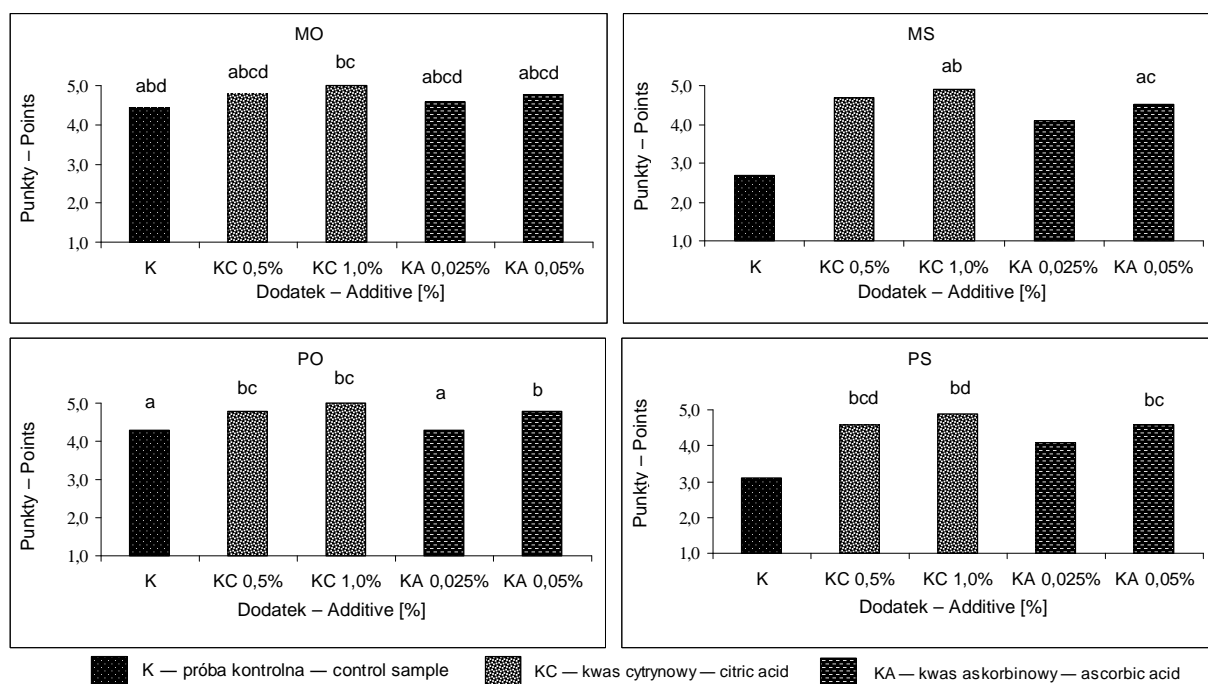 MO
abd abcd bc abcd abcd
Punkty – Points
5,0
4,0
3,0
2,0
1,0
K KC 0,5% KC 1,0% KA 0,025% KA 0,05%
Dodatek – Additive [%]
MS
ab ac
Punkty – Points
5,0
4,0
3,0
2,0
1,0
K KC 0,5% KC 1,0% KA 0,025% KA 0,05%
Dodatek – Additive [%]
PO
a bc bc a b
Punkty – Points
5,0
4,0
3,0
2,0
1,0
K KC 0,5% KC 1,0% KA 0,025% KA 0,05%
Dodatek – Additive [%]
PS
bcd bd bc
Punkty – Points
5,0
4,0
3,0
2,0
1,0
K KC 0,5% KC 1,0% KA 0,025% KA 0,05%
Dodatek – Additive [%]
K — próba kontrolna — control sample KC — kwas cytrynowy — citric acid KA — kwas askorbinowy — ascorbic acid